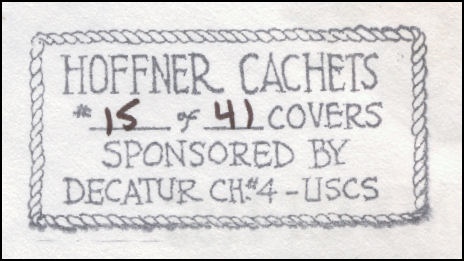 HOFFNER CACHETS
# 15 of 41 COVERS
SPONSORED BY
DECATUR CH.#4-USCS